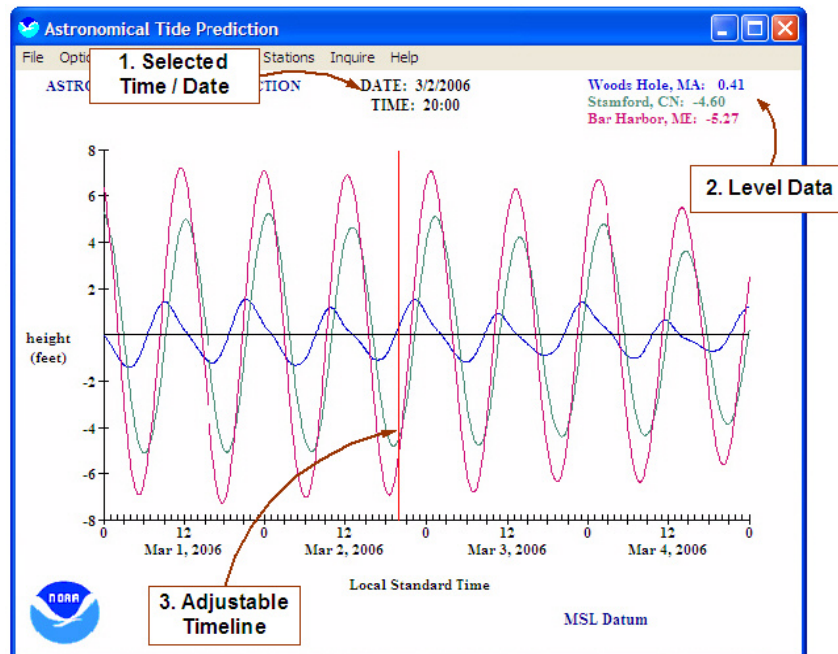 Astronomical Tide Prediction
File Optio Stations Inquire Help
1. Selected
Time / Date
ASTRO CTION
DATE: 3/2/2006
TIME: 20:00
Woods Hole, MA: 0.41
Stamford, CN: -4.60
Bar Harbor, ME: -5.27
2. Level Data
8
6
4
2
height
(feet)
-2
-4
-6
-8
0 12 0 12 0 12 0 12 0
Mar 1, 2006 Mar 2, 2006 Mar 3, 2006 Mar 4, 2006
Local Standard Time
3. Adjustable
Timeline
NOAA
MSL Datum